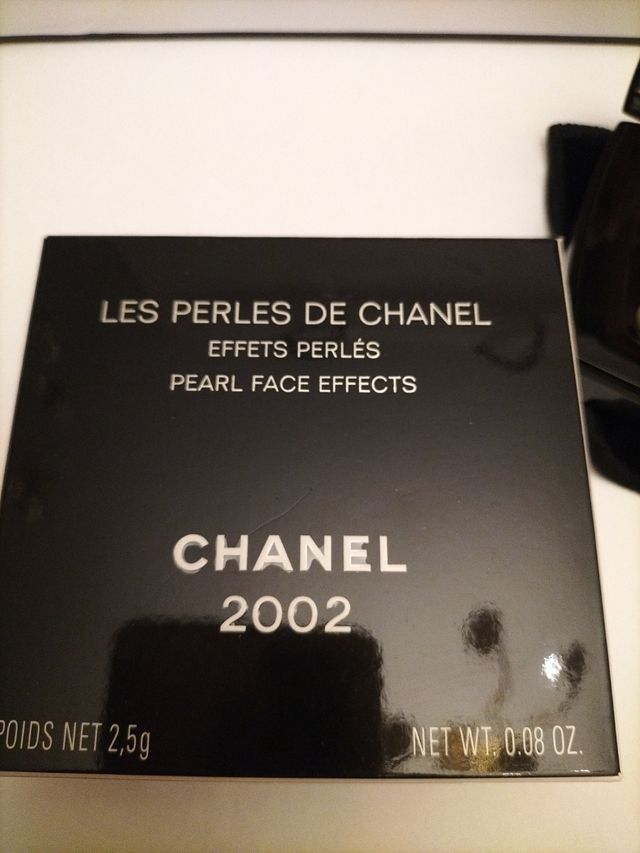 LES PERLES DE CHANEL
EFFETS PERLÉS
PEARL FACE EFFECTS
CHANEL
2002
POIDS NET 2,5g
NET WT. 0.08 OZ.